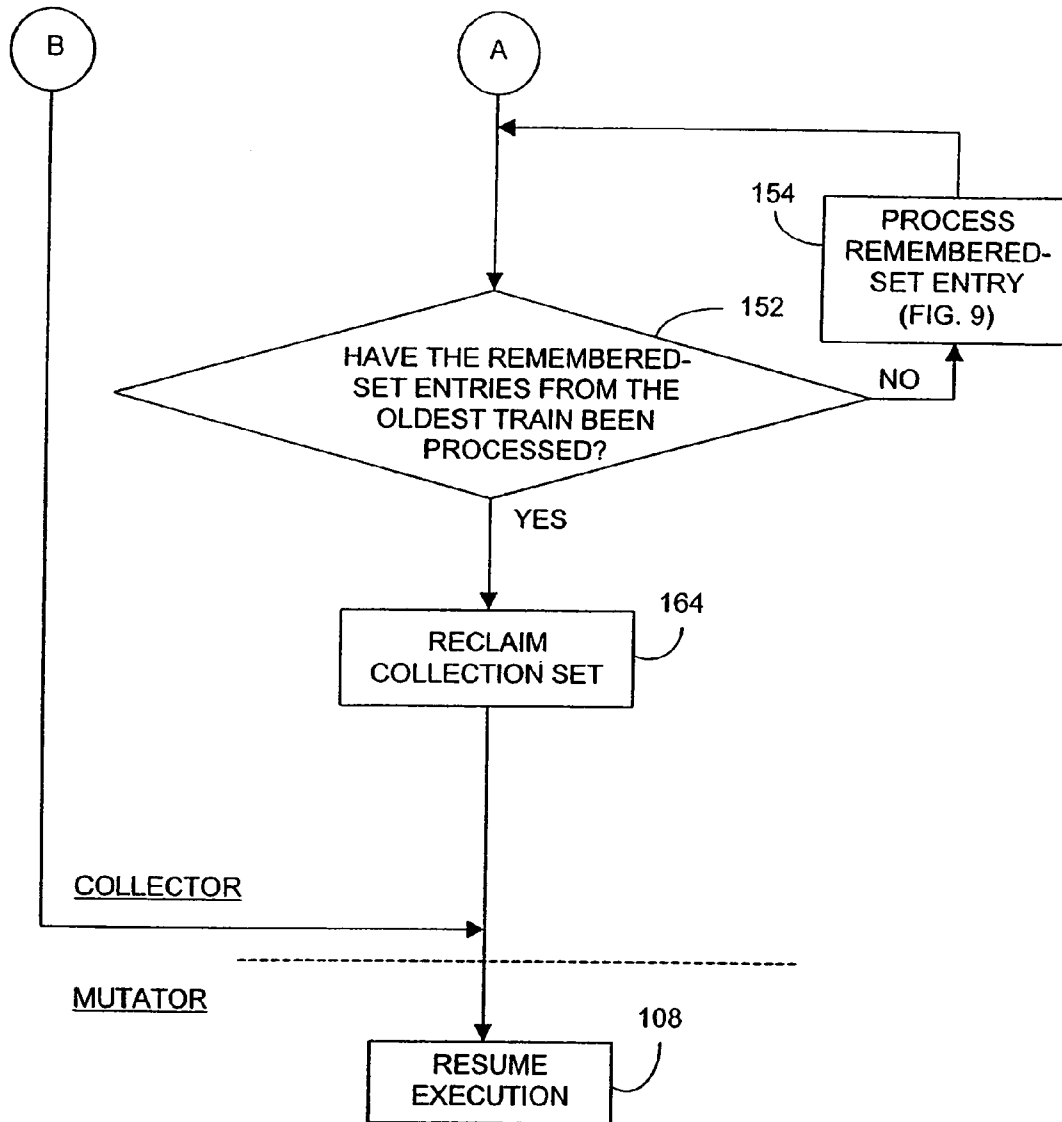 B
A
154
PROCESS
REMEMBERED-
SET ENTRY
(FIG. 9)
152
HAVE THE REMEMBERED-
SET ENTRIES FROM THE
OLDEST TRAIN BEEN
PROCESSED?
NO
YES
164
RECLAIM
COLLECTION SET
COLLECTOR
MUTATOR
108
RESUME
EXECUTION